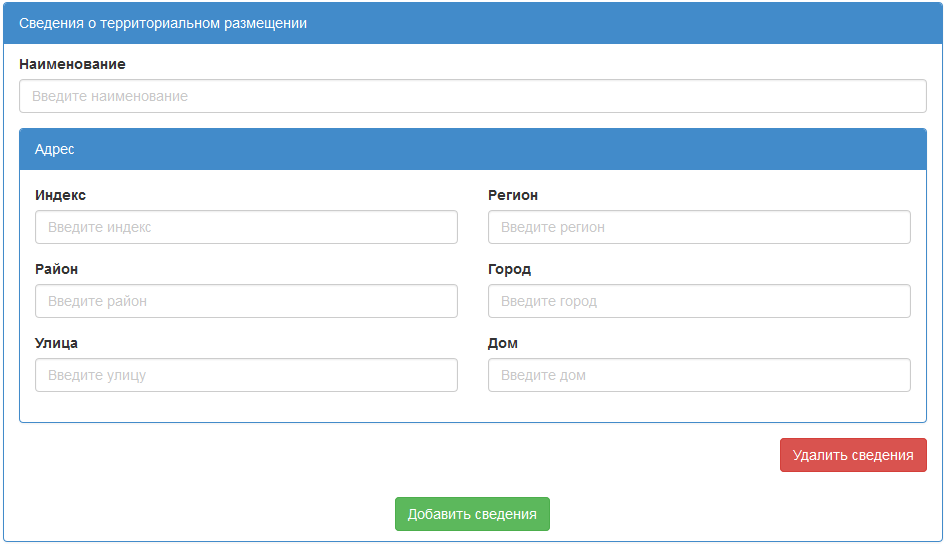 Сведения о территориальном размещении
Наименование
Введите наименование
Адрес
Индекс
Регион
Введите индекс
Введите регион
Район
Город
Введите район
Введите город
Улица
Дом
Введите улицу
Введите дом
Удалить сведения
Добавить сведения